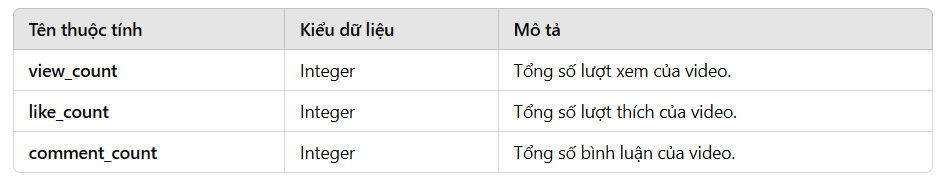 Tên thuộc tính Kiểu dữ liệu Mô tả
view_count Integer Tổng số lượt xem của video.
like_count Integer Tổng số lượt thích của video.
comment_count Integer Tổng số bình luận của video.